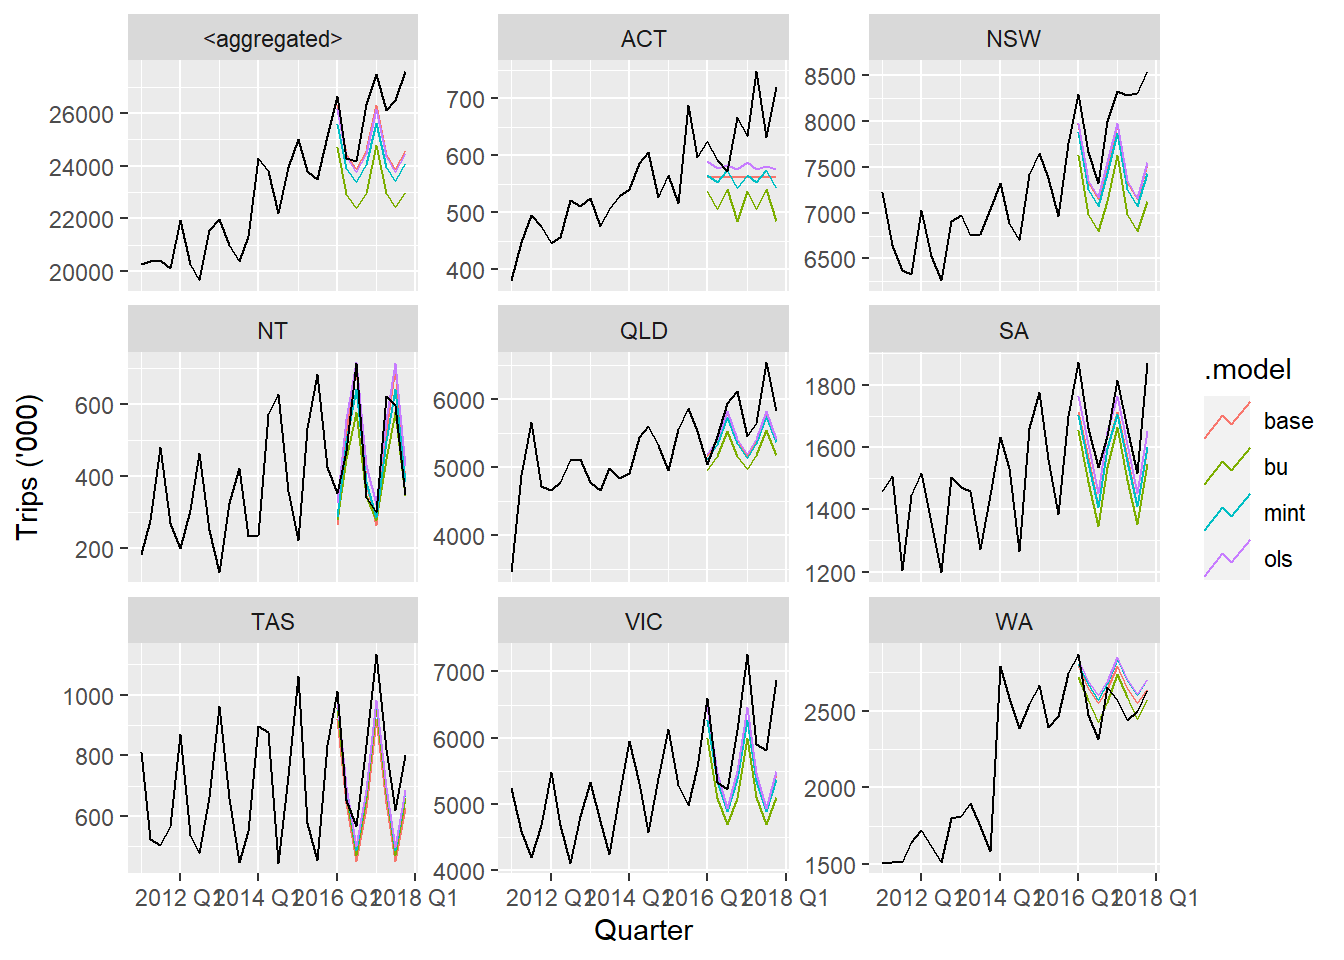 <aggregated>
ACT
NSW
26000
24000
22000
20000
700
600
500
400
8500
8000
7500
7000
6500
NT
QLD
SA
600
400
200
6000
5000
4000
1800
1600
1400
1200
TAS
VIC
WA
1000
800
600
7000
6000
5000
4000
2500
2000
1500
2012 Q1 2014 Q1 2016 Q1 2018 Q1
2012 Q1 2014 Q1 2016 Q1 2018 Q1
2012 Q1 2014 Q1 2016 Q1 2018 Q1
Quarter
Trips ('000)
.model
base
bu
mint
ols